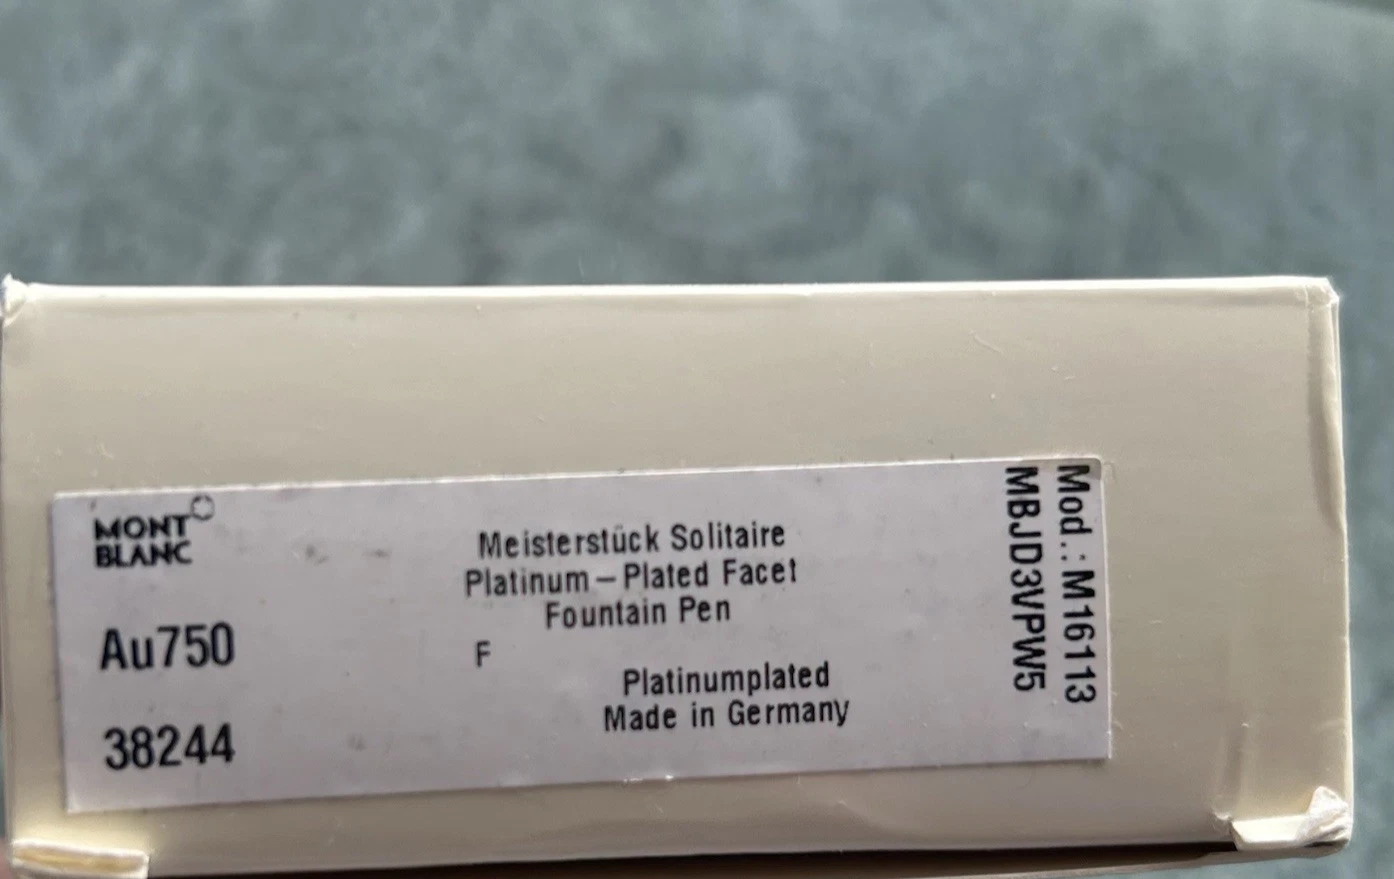 MONT
BLANC
Au750
38244
Meisterstück Solitaire
Platinum – Plated Facet
Fountain Pen
F
Platinumplated
Made in Germany
Mod.: M16113
MBJD3VPW5